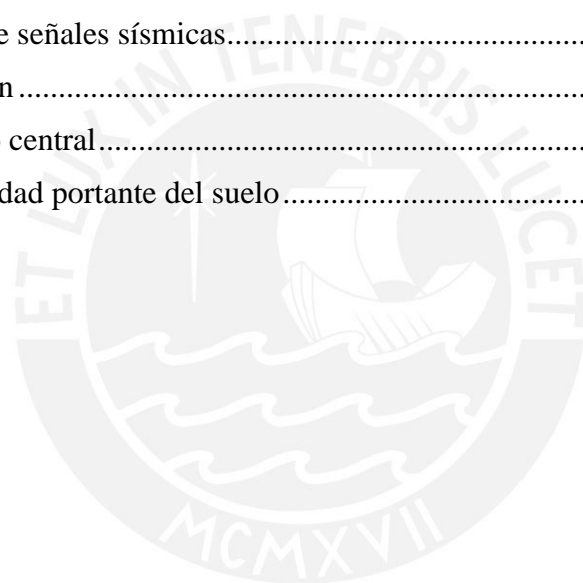 e señales sísmicas.......................................
n.......................................................................
central...........................................................
dad portante del suelo...................................
ET LUX IN TENEBRIS LUCET
MCMXVII